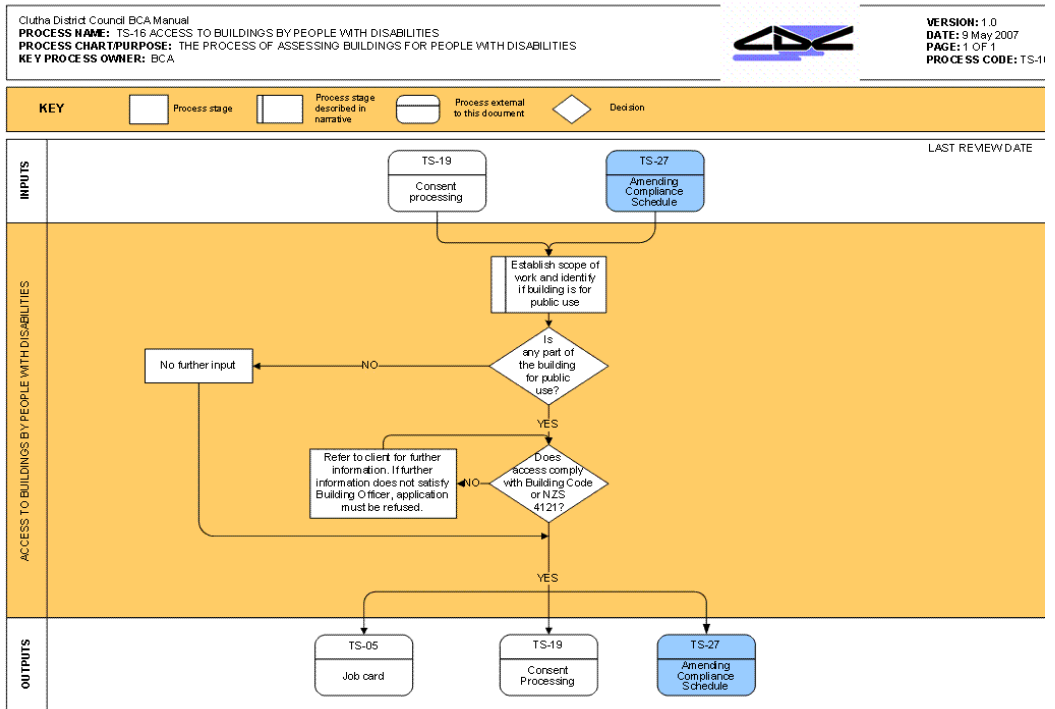 Clutha District Council BCA Manual
PROCESS NAME: TS-16 ACCESS TO BUILDINGS BY PEOPLE WITH DISABILITIES
PROCESS CHART/PURPOSE: THE PROCESS OF ASSESSING BUILDINGS FOR PEOPLE WITH DISABILITIES
KEY PROCESS OWNER: BCA
CDC
VERSION: 1.0
DATE: 9 May 2007
PAGE: 1 OF 1
PROCESS CODE: TS-16
KEY
Process stage
Process stage
described in
narrative
Process external
to this document
Decision
INPUTS
LAST REVIEW DATE
TS-19
Consent
processing
TS-27
Amending
Compliance
Schedule
ACCESS TO BUILDINGS BY PEOPLE WITH DISABILITIES
Establish scope of
work and identify
if building is for
public use
Is
any part of
the building
for public
use?
NO
No further input
YES
Does
access comply
with Building Code
or NZS
4121?
NO
Refer to client for further
information. If further
information does not satisfy
Building Officer, application
must be refused.
YES
OUTPUTS
TS-05
Job card
TS-19
Consent
Processing
TS-27
Amending
Compliance
Schedule